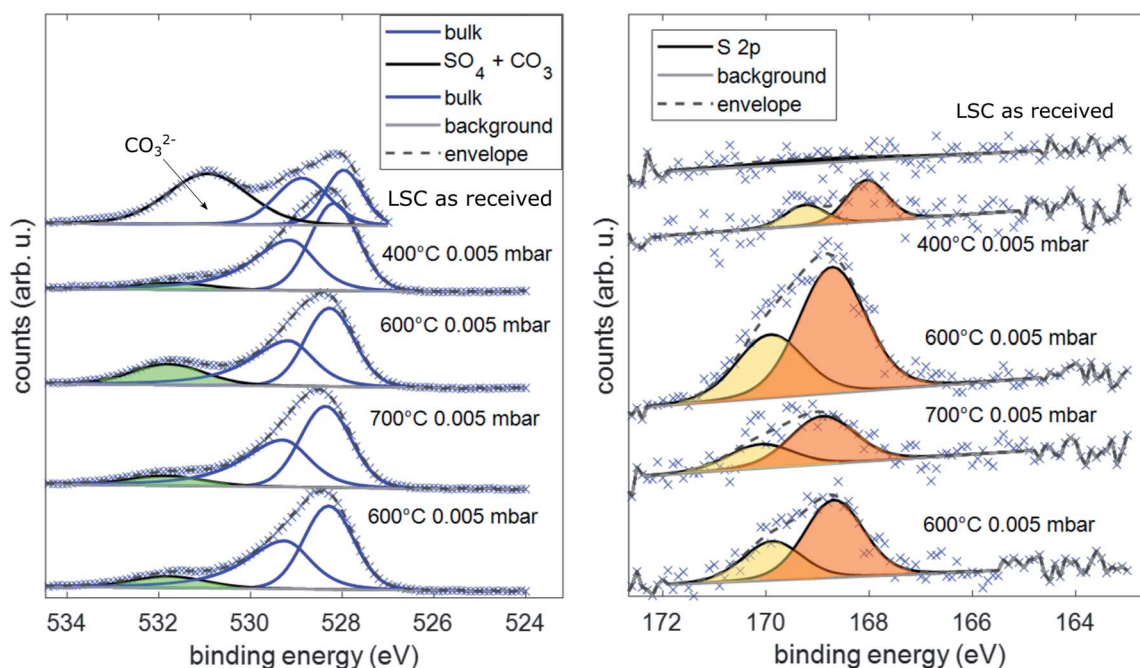 bulk
SO₄ + CO₃
bulk
background
envelope
CO₃²⁻
LSC as received
400°C 0.005 mbar
600°C 0.005 mbar
700°C 0.005 mbar
600°C 0.005 mbar
counts (arb. u.)
534 532 530 528 526 524
binding energy (eV)
S 2p
background
envelope
LSC as received
400°C 0.005 mbar
600°C 0.005 mbar
700°C 0.005 mbar
600°C 0.005 mbar
counts (arb. u.)
172 170 168 166 164
binding energy (eV)